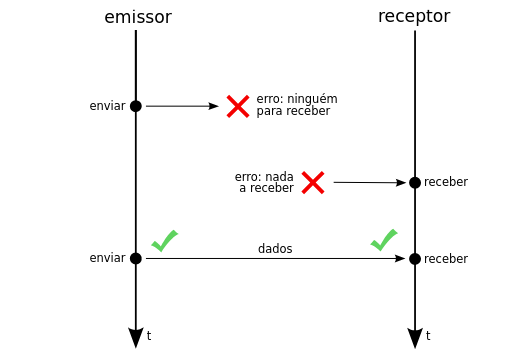 emissor
receptor
enviar
erro: ninguém
para receber
erro: nada
a receber
receber
enviar
dados
receber
t
t